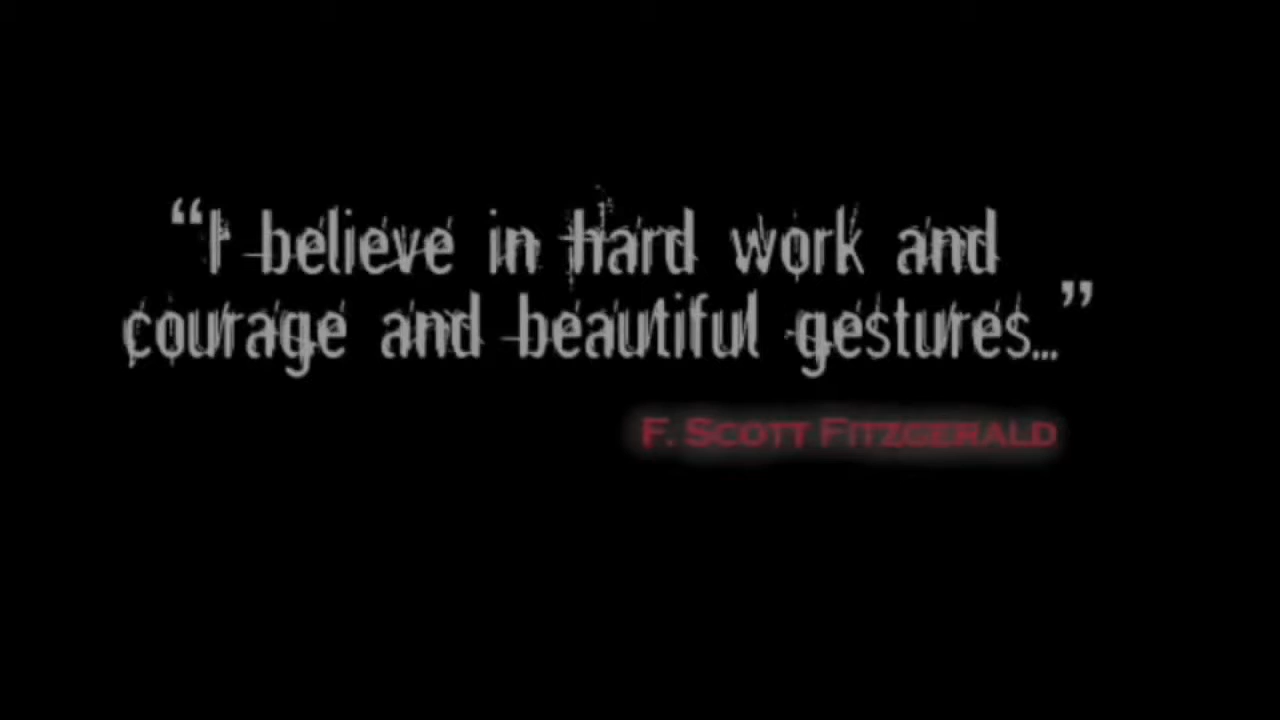 “I believe in hard work and
courage and beautiful gestures...”
F. SCOTT FITZGERALD